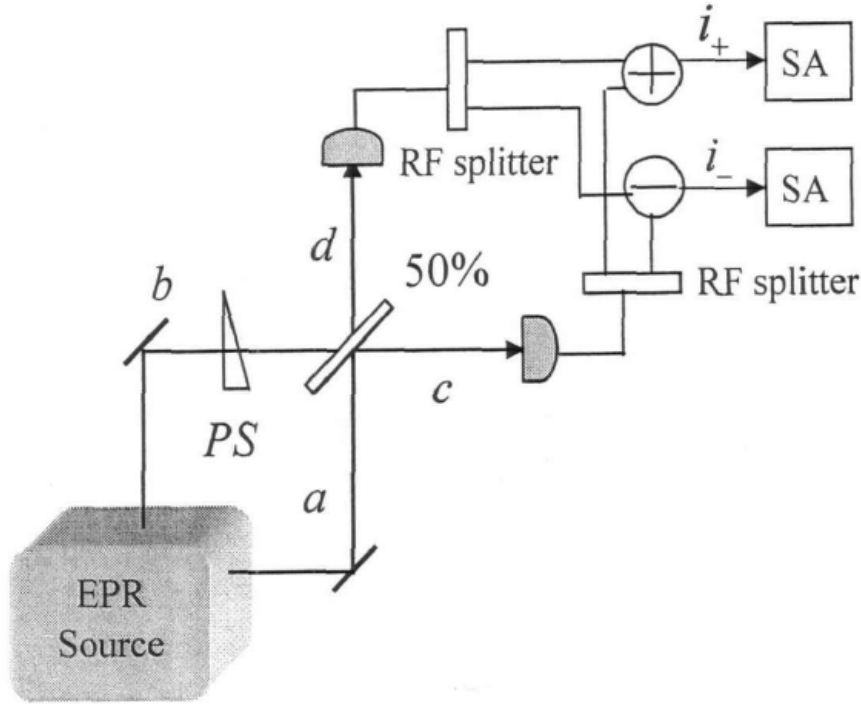 i₊
SA
RF splitter
i₋
SA
d
50%
RF splitter
b
c
PS
a
EPR
Source